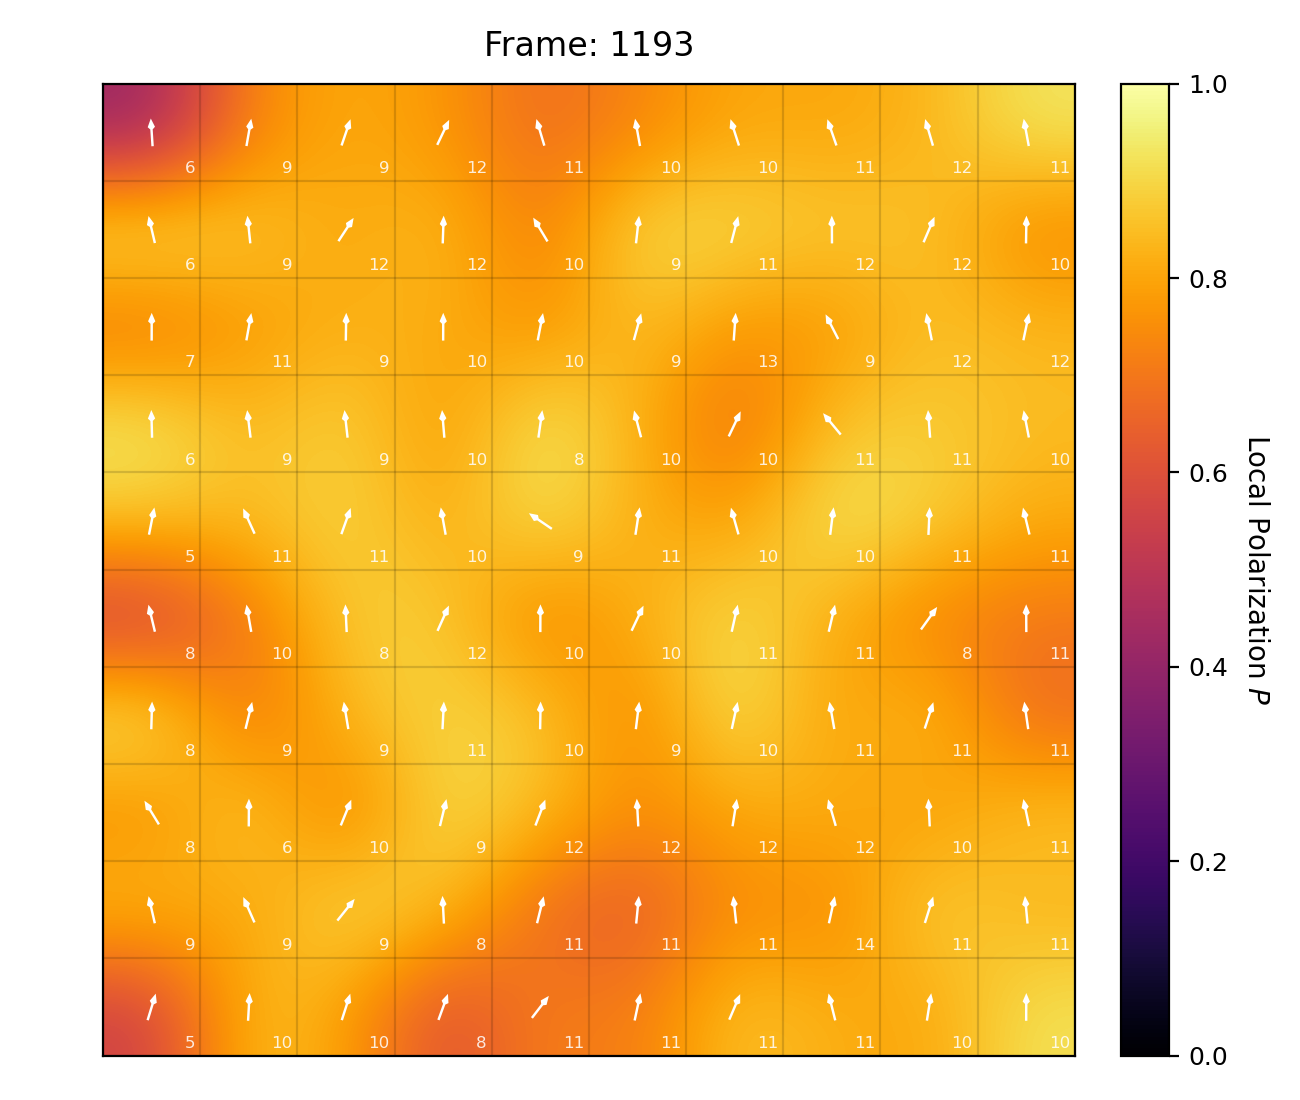 Frame: 1193
6 9 9 12 11 10 10 11 12 11
6 9 12 12 10 9 11 12 12 10
7 11 9 10 10 9 13 9 12 12
6 9 9 10 8 10 10 11 11 10
5 11 11 10 9 11 10 10 11 11
8 10 8 12 10 10 11 11 8 11
8 9 9 11 10 9 10 11 11 11
8 6 10 9 12 12 12 12 10 11
9 9 9 8 11 11 11 14 11 11
5 10 10 8 11 11 11 11 10 10
1.0
0.8
0.6
0.4
0.2
0.0
Local Polarization P